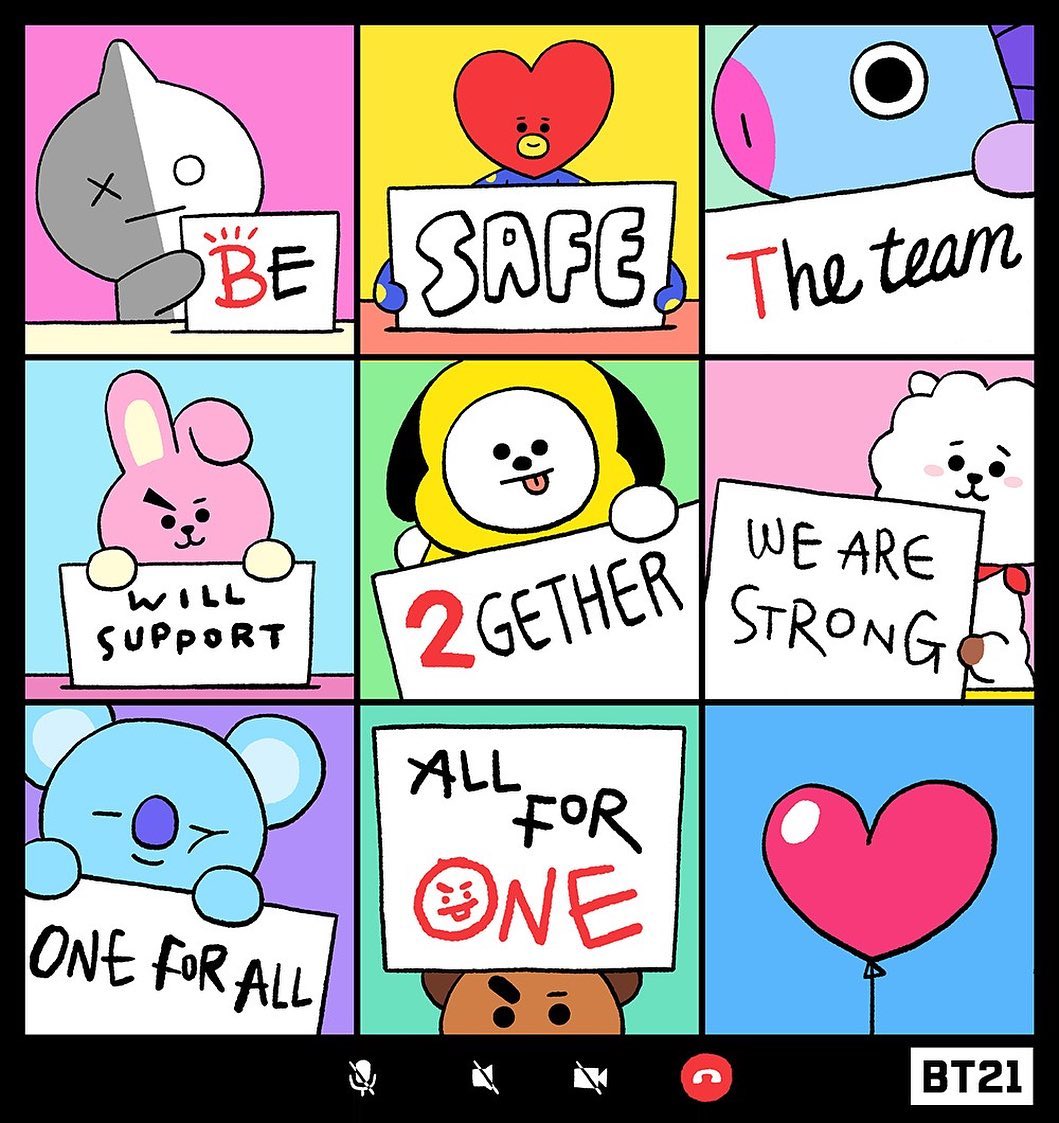 BE
SAFE
The team
WILL
SUPPORT
2GETHER
WE ARE
STRONG
ONE FOR ALL
ALL
FOR
ONE
BT21